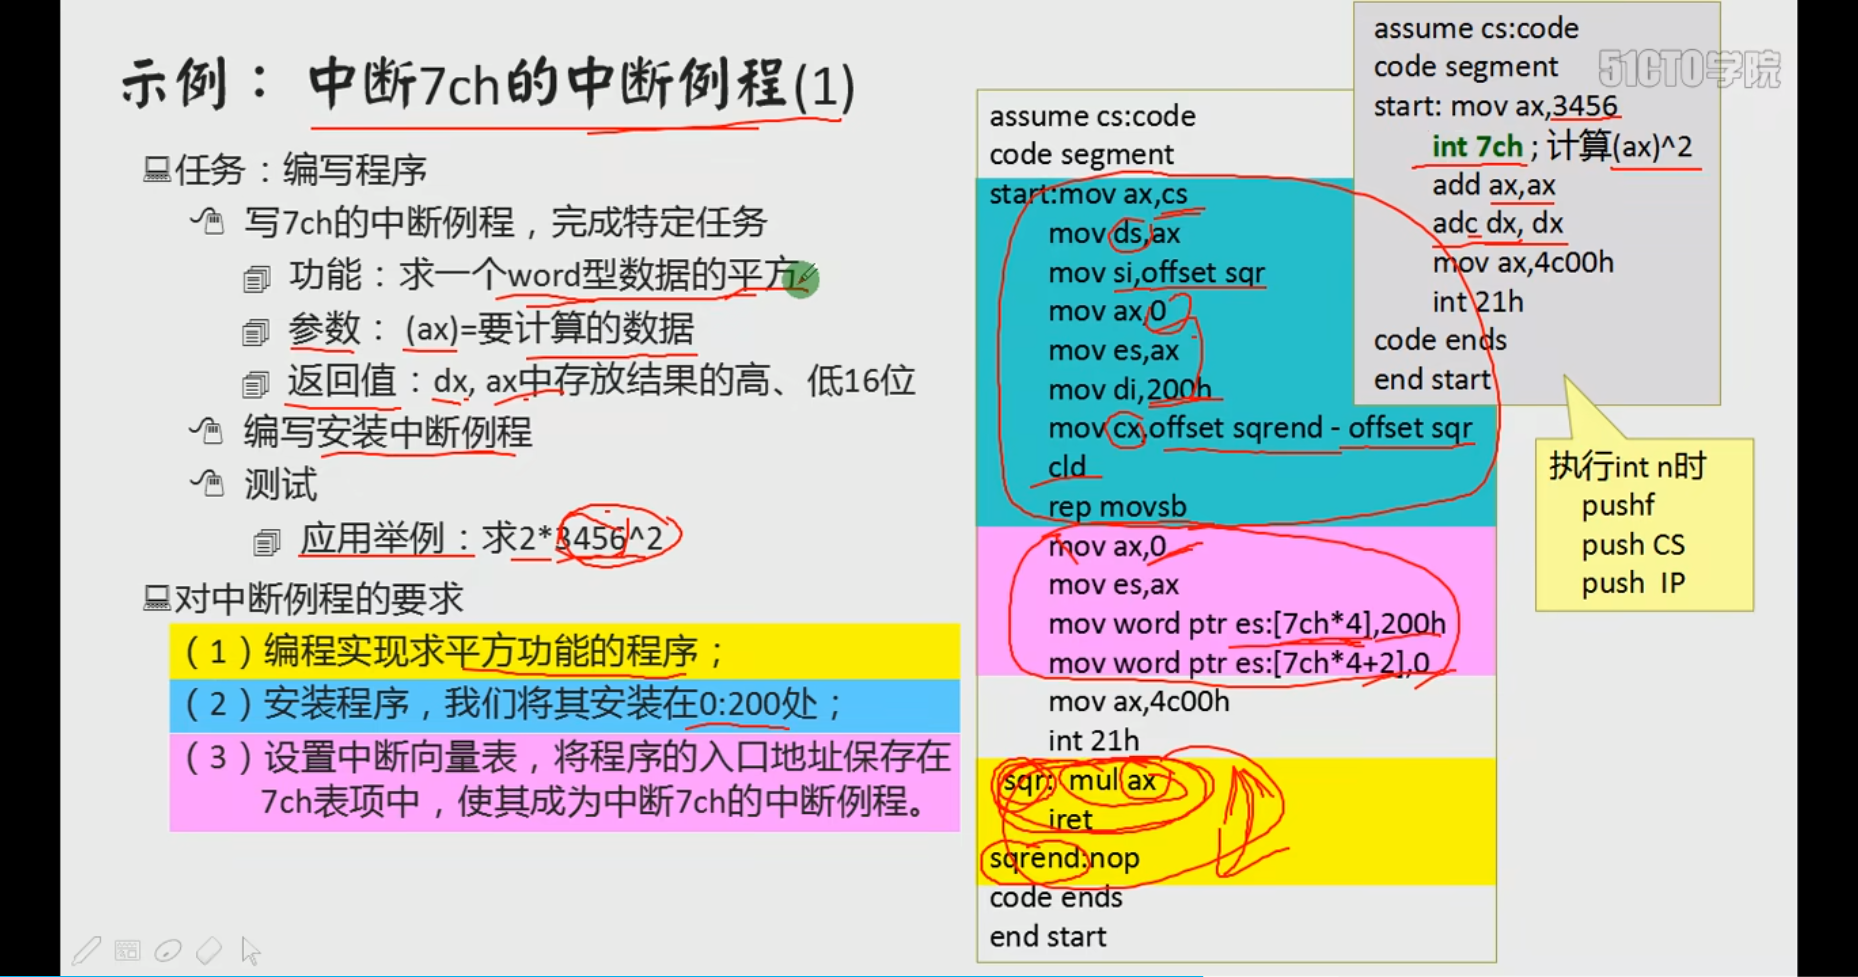 示例：中断7ch的中断例程(1)
任务：编写程序
写7ch的中断例程，完成特定任务
功能：求一个word型数据的平方
参数： (ax)=要计算的数据
返回值：dx, ax中存放结果的高、低16位
编写安装中断例程
测试
应用举例：求2*3456^2
对中断例程的要求
（1）编程实现求平方功能的程序；
（2）安装程序，我们将其安装在0:200处；
（3）设置中断向量表，将程序的入口地址保存在
7ch表项中，使其成为中断7ch的中断例程。
assume cs:code
code segment
start:mov ax,cs
mov ds,ax
mov si,offset sqr
mov ax,0
mov es,ax
mov di,200h
mov cx,offset sqrend - offset sqr
cld
rep movsb
mov ax,0
mov es,ax
mov word ptr es:[7ch*4],200h
mov word ptr es:[7ch*4+2],0
mov ax,4c00h
int 21h
sqr: mul ax
iret
sqrend:nop
code ends
end start
assume cs:code
code segment
start: mov ax,3456
int 7ch ; 计算(ax)^2
add ax,ax
adc dx, dx
mov ax,4c00h
int 21h
code ends
end start
执行int n时
pushf
push CS
push IP
51CTO学院